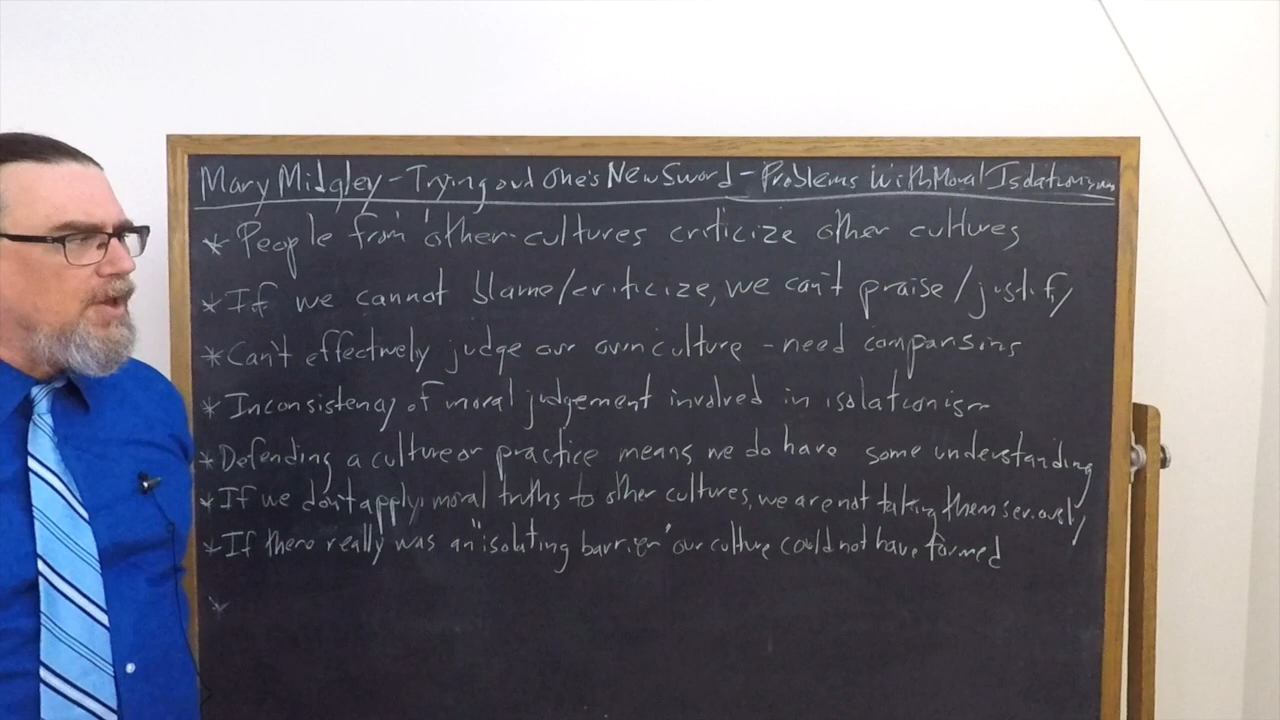 Mary Midgley - Trying out One's New Sword - Problems With Moral Isolationism
* People from other cultures criticize other cultures
* If we cannot blame/criticize, we can't praise/justify
* Can't effectively judge our own culture - need comparisons
* Inconsistency of moral judgement involved in isolationism
* Defending a culture or practice means we do have some understanding
* If we don't apply moral truths to other cultures, we are not taking them seriously
* If there really was an "isolating barrier" our culture could not have formed
*